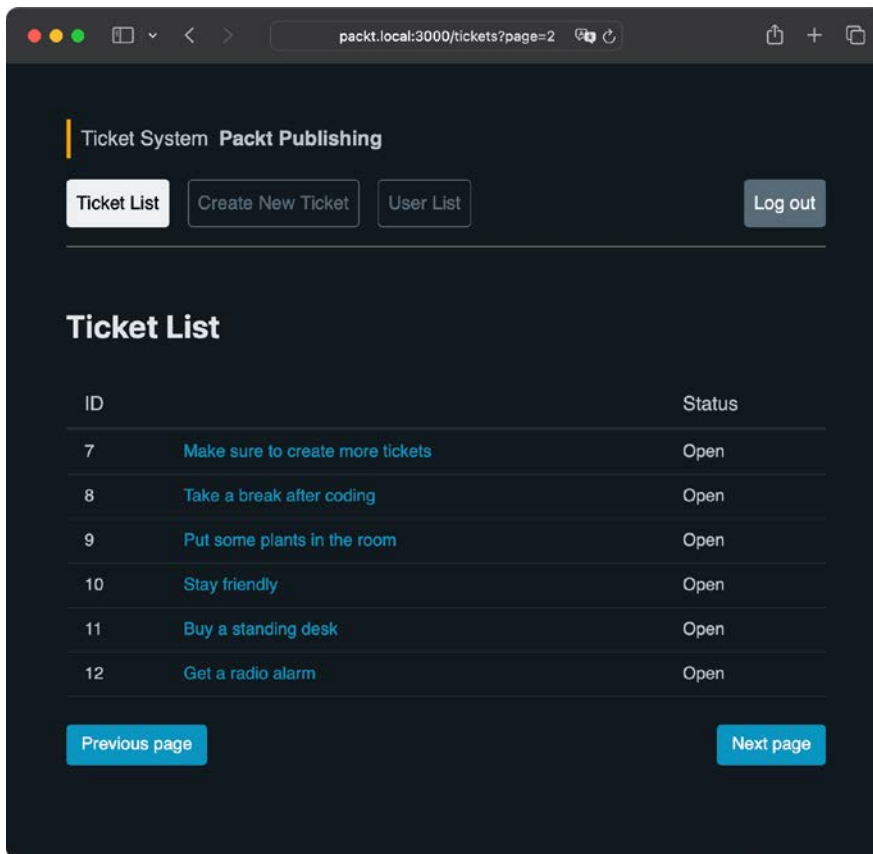 packt.local:3000/tickets?page=2
Ticket System Packt Publishing
Ticket List Create New Ticket User List Log out
Ticket List
ID Status
7 Make sure to create more tickets Open
8 Take a break after coding Open
9 Put some plants in the room Open
10 Stay friendly Open
11 Buy a standing desk Open
12 Get a radio alarm Open
Previous page Next page